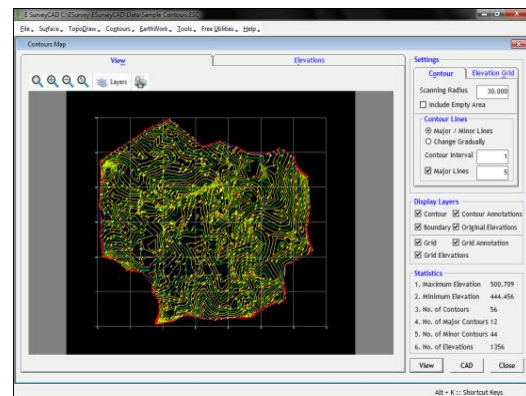 E SurveyCAD C:\ESurvey\ESurveyCAD\Data\Sample Contours.ESC
File Surface TopoDraw Contours EarthWork Tools Free Utilities Help
Contours Map
View Elevations
Layers
Settings
Contour Elevation Grid
Scanning Radius 30.000
Include Empty Area
Contour Lines
Major / Minor Lines
Change Gradually
Contour Interval 1
Major Lines 5
Display Layers
Contour Contour Annotations
Boundary Original Elevations
Grid Grid Annotation
Grid Elevations
Statistics
1. Maximum Elevation 500.709
2. Minimum Elevation 444.456
3. No. of Contours 56
4. No. of Major Contours 12
5. No. of Minor Contours 44
6. No. of Elevations 1356
View CAD Close
Alt + K :: Shortcut Keys